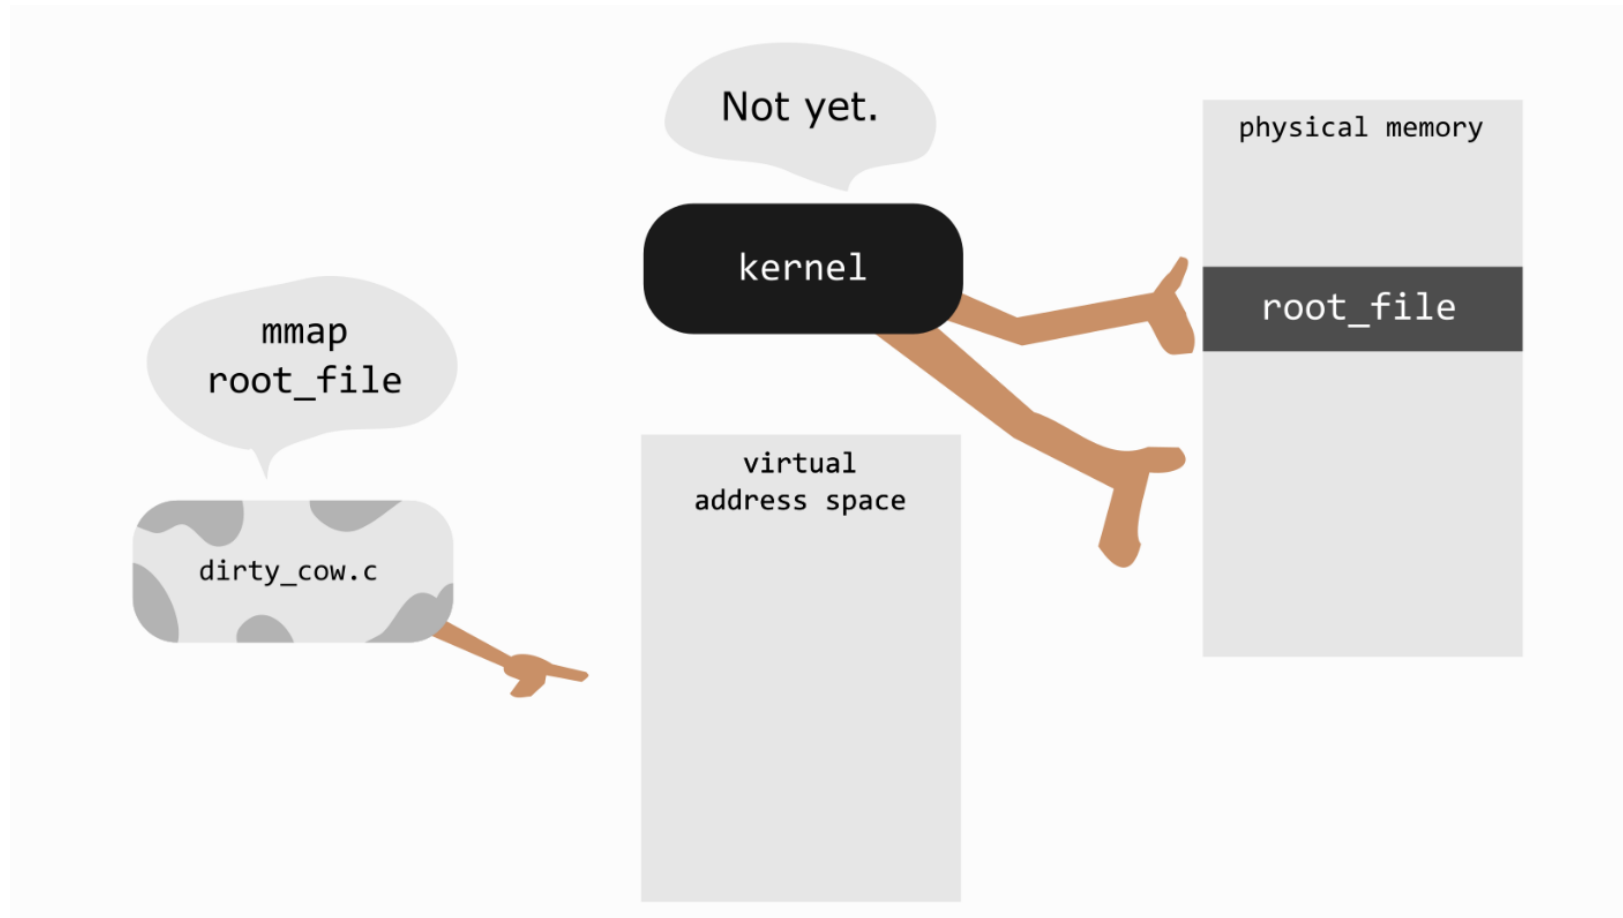 Not yet.
kernel
physical memory
root_file
mmap
root_file
dirty_cow.c
virtual
address space